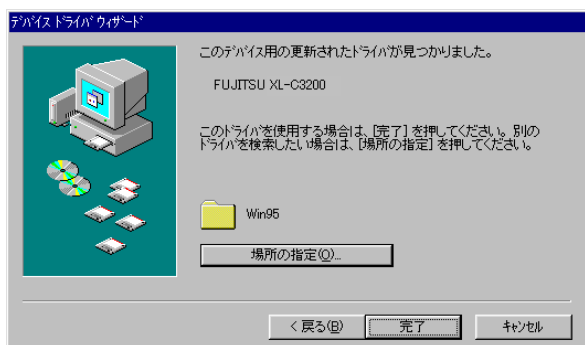 ﾃﾞﾊﾞｲｽ ﾄﾞﾗｲﾊﾞ ｳｨｻﾞｰﾄﾞ
このﾃﾞﾊﾞｲｽ用の更新されたﾄﾞﾗｲﾊﾞが見つかりました。
FUJITSU XL-C3200
このﾄﾞﾗｲﾊﾞを使用する場合は、[完了] を押してください。別の
ﾄﾞﾗｲﾊﾞを検索したい場合は、[場所の指定] を押してください。
Win95
場所の指定(O)...
< 戻る(B)
完了
ｷｬﾝｾﾙ